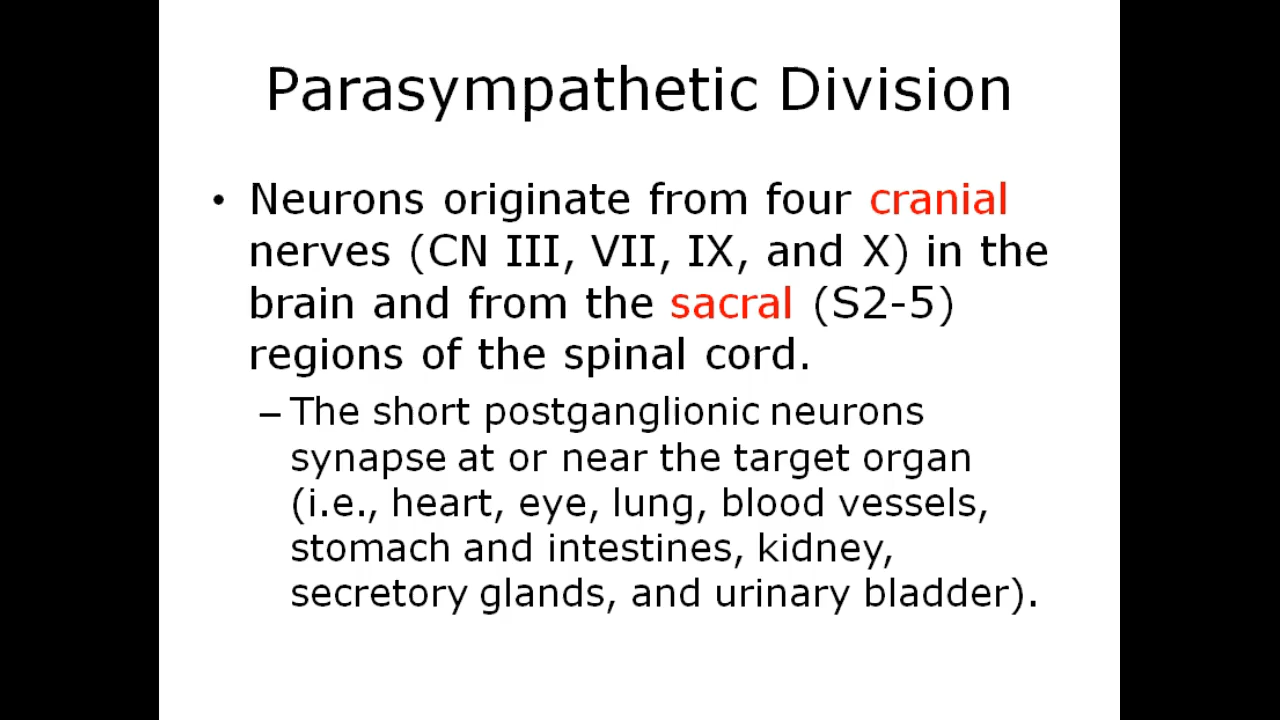 Parasympathetic Division
• Neurons originate from four cranial
nerves (CN III, VII, IX, and X) in the
brain and from the sacral (S2-5)
regions of the spinal cord.
– The short postganglionic neurons
synapse at or near the target organ
(i.e., heart, eye, lung, blood vessels,
stomach and intestines, kidney,
secretory glands, and urinary bladder).